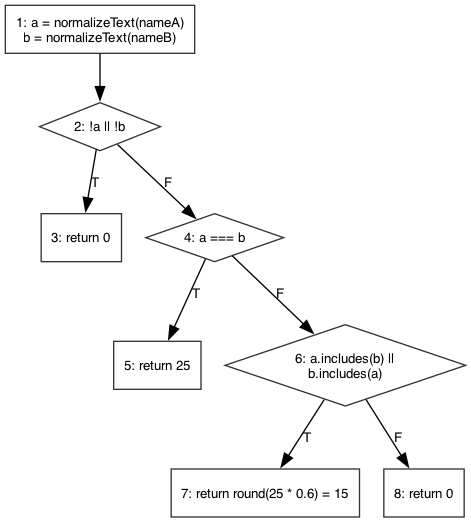 1: a = normalizeText(nameA)
b = normalizeText(nameB)
2: !a || !b
T
F
3: return 0
4: a === b
T
F
5: return 25
6: a.includes(b) ||
b.includes(a)
T
F
7: return round(25 * 0.6) = 15
8: return 0